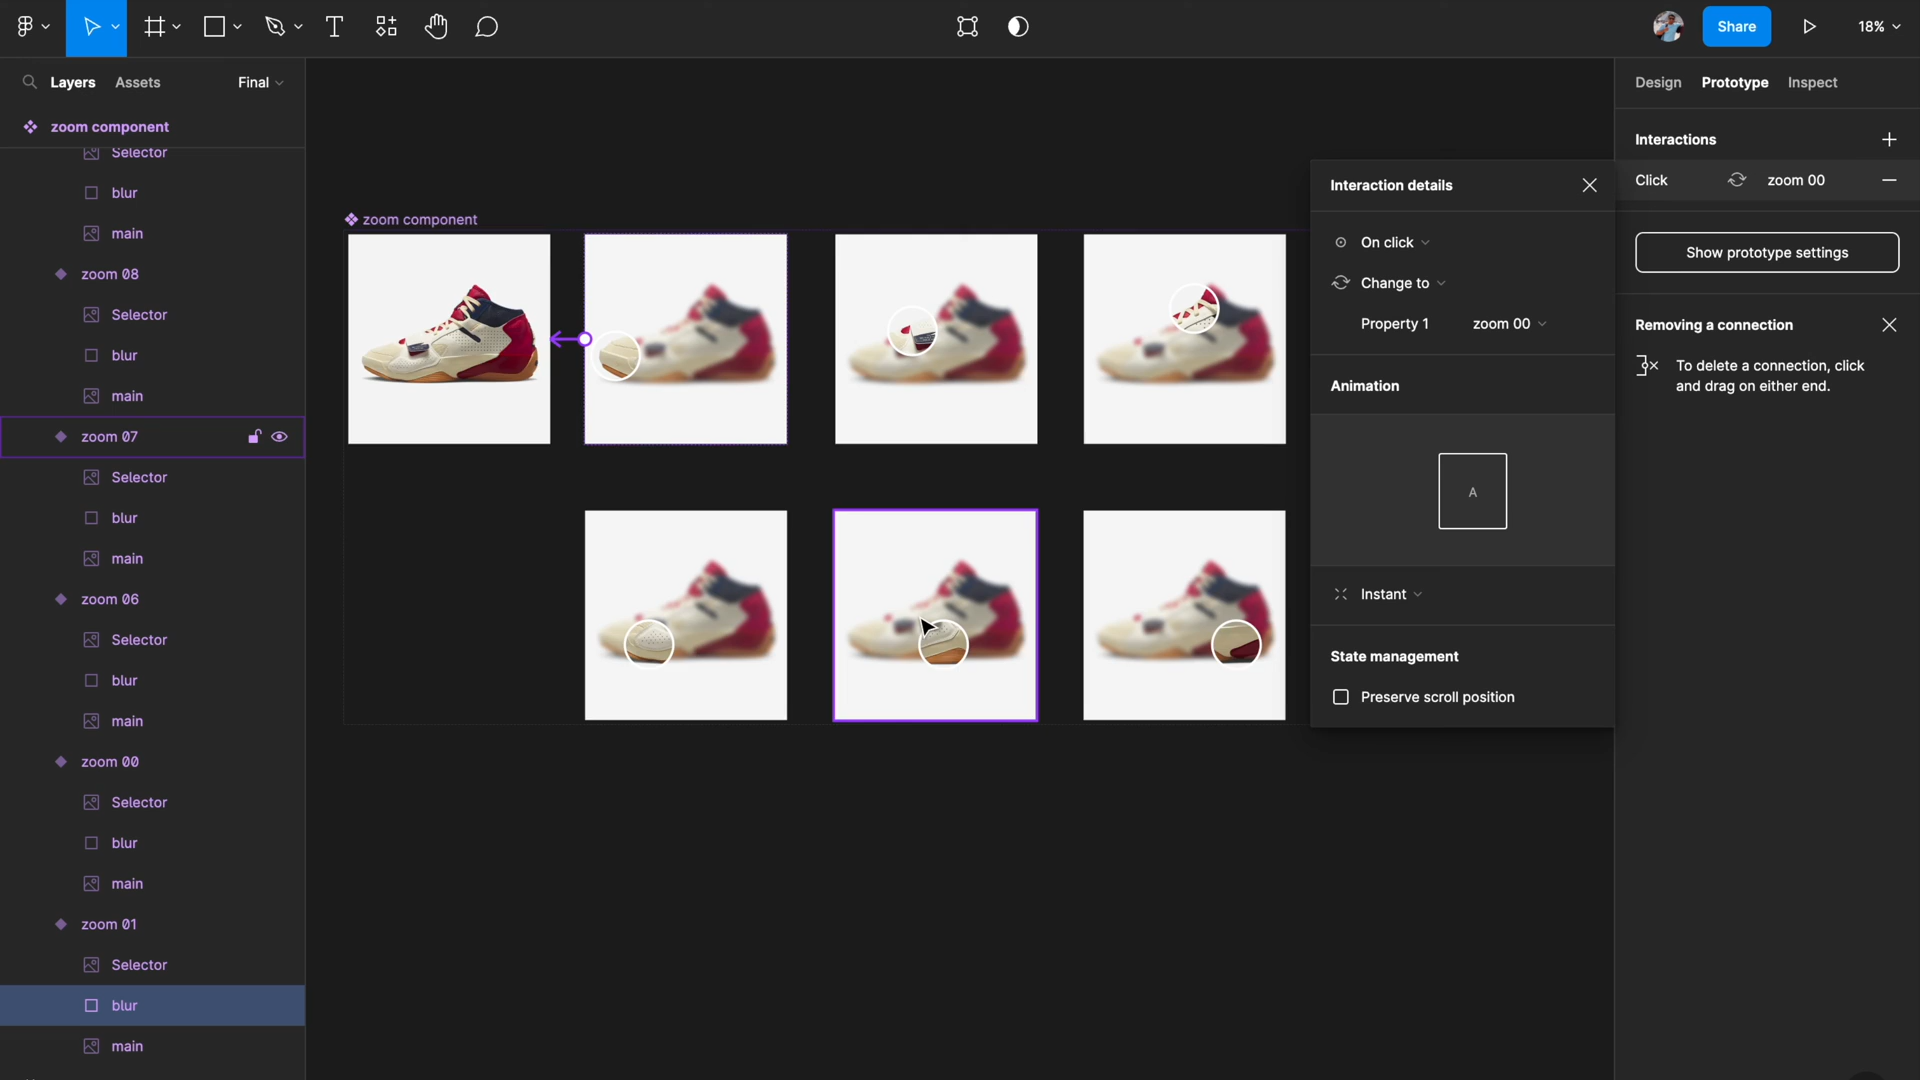 Share
18%
Layers
Assets
Final
zoom component
Selector
blur
main
zoom 08
Selector
blur
main
zoom 07
Selector
blur
main
zoom 06
Selector
blur
main
zoom 00
Selector
blur
main
zoom 01
Selector
blur
main
zoom component
Interaction details
On click
Change to
Property 1 zoom 00
Animation
A
Instant
State management
Preserve scroll position
Design
Prototype
Inspect
Interactions
Click zoom 00
Show prototype settings
Removing a connection
To delete a connection, click
and drag on either end.